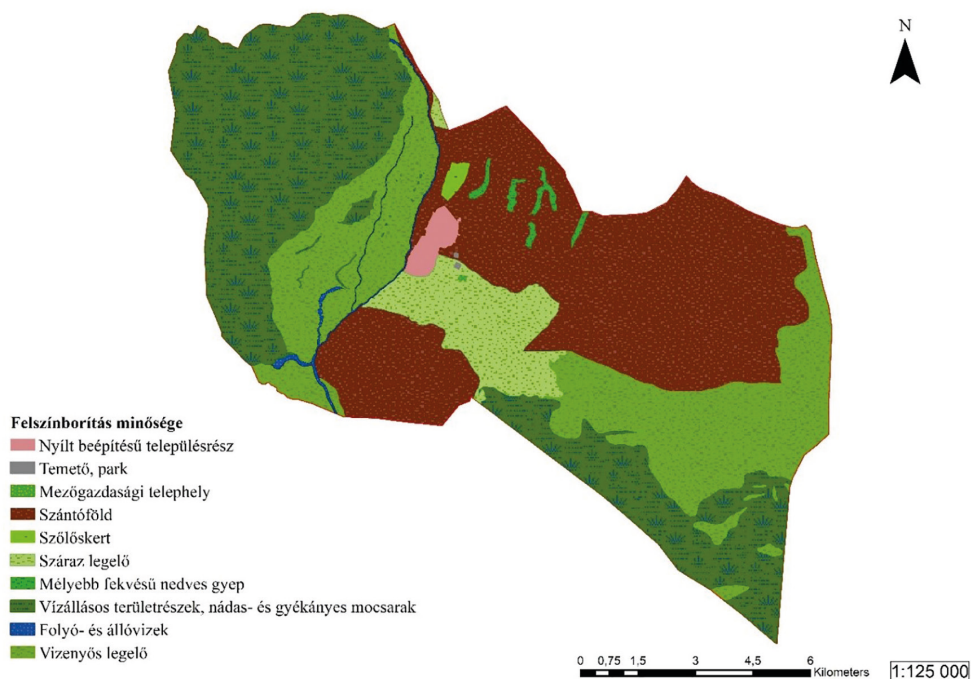 N
Felszínborítás minősége
Nyílt beépítésű településrész
Temető, park
Mezőgazdasági telephely
Szántóföld
Szőlőskert
Száraz legelő
Mélyebb fekvésű nedves gyep
Vízállásos területrészek, nádas- és gyékényes mocsarak
Folyó- és állóvizek
Vizenyős legelő
0 0,75 1,5 3 4,5 6
Kilometers
1:125 000